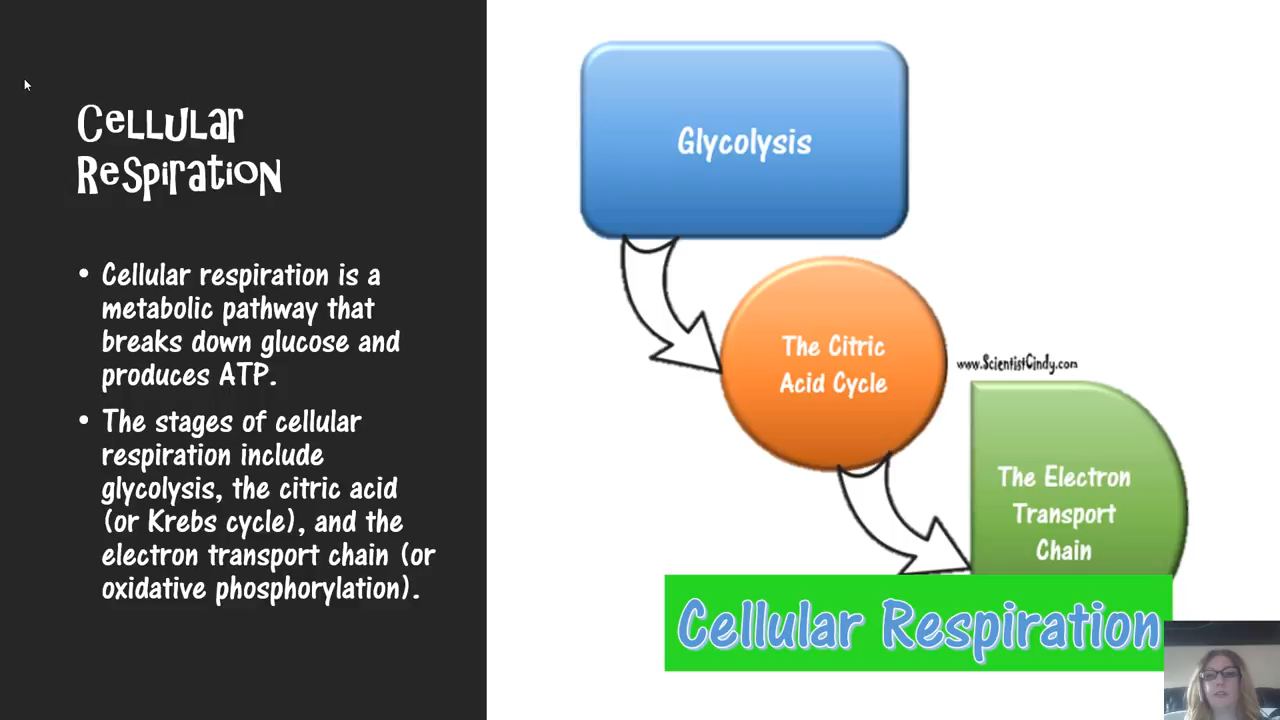 Cellular
Respiration
• Cellular respiration is a
metabolic pathway that
breaks down glucose and
produces ATP.
• The stages of cellular
respiration include
glycolysis, the citric acid
(or Krebs cycle), and the
electron transport chain (or
oxidative phosphorylation).
Glycolysis
The Citric
Acid Cycle
www.ScientistCindy.com
The Electron
Transport
Chain
Cellular Respiration